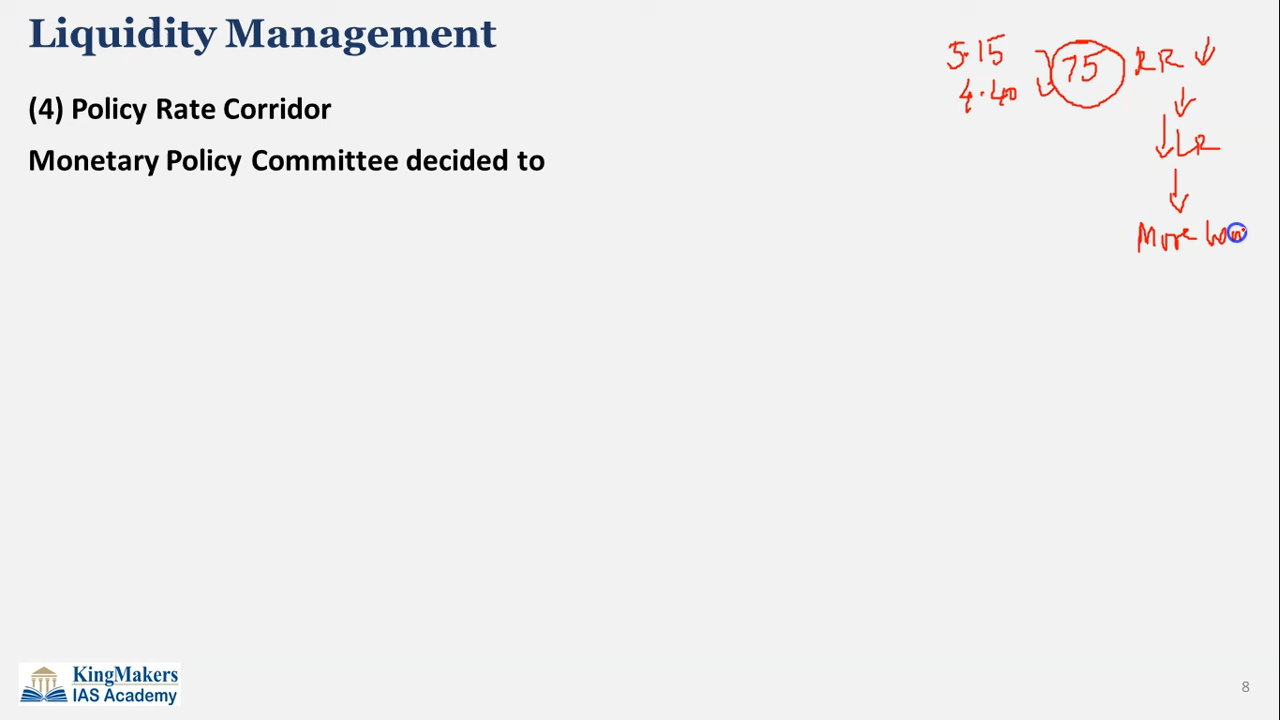 Liquidity Management
(4) Policy Rate Corridor
Monetary Policy Committee decided to
5.15
4.40
75
RR ↓
↓
↓ LR
↓
More
KingMakers
IAS Academy
8